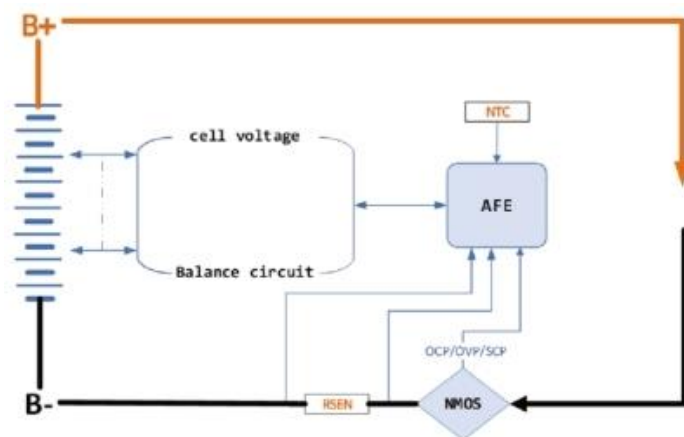 B+
NTC
cell voltage
AFE
Balance circuit
OCP/OVP/SCP
B-
RSEN
NMOS